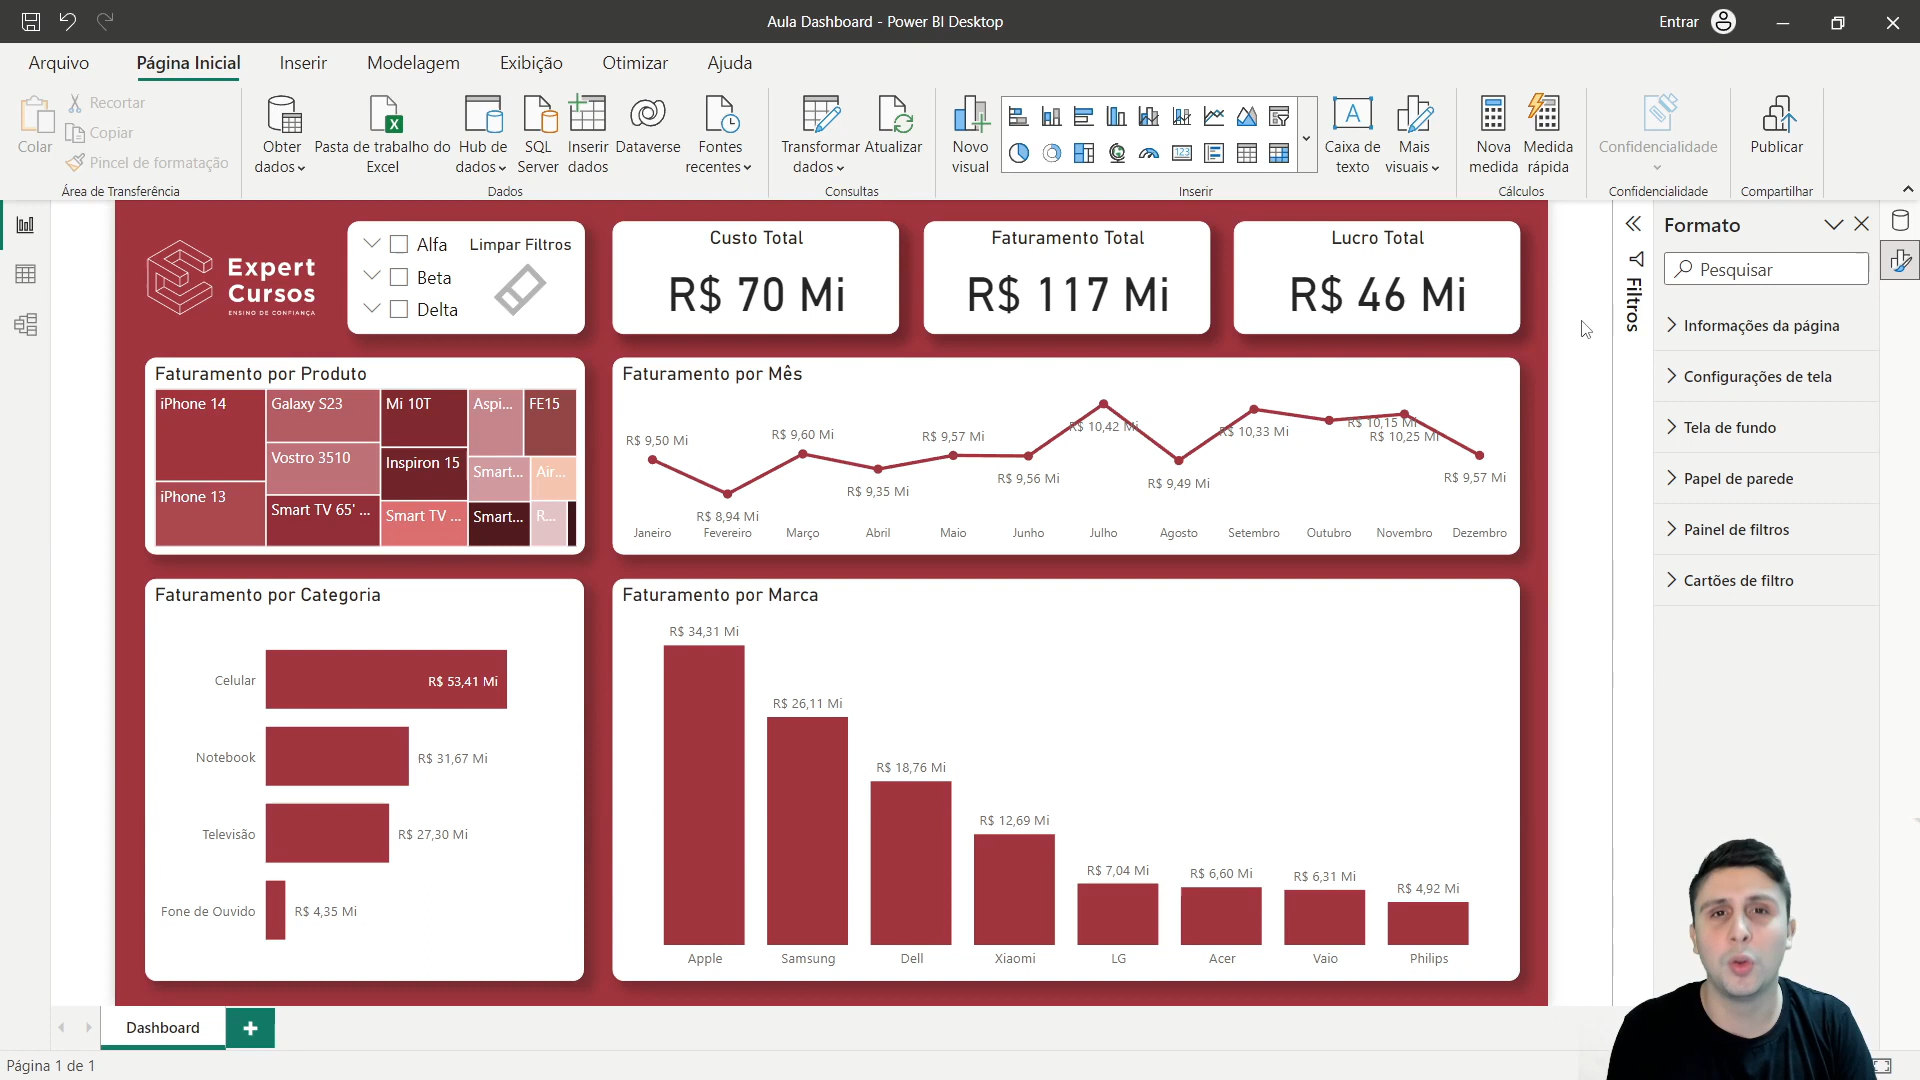 Aula Dashboard - Power BI Desktop
Entrar
Arquivo
Página Inicial
Inserir
Modelagem
Exibição
Otimizar
Ajuda
Colar
Recortar
Copiar
Pincel de formatação
Área de Transferência
Obter
dados
Pasta de trabalho do
Excel
Hub de
dados
SQL
Server
Inserir
dados
Dataverse
Fontes
recentes
Dados
Transformar
dados
Atualizar
Consultas
Novo
visual
Caixa de
texto
Mais
visuais
Inserir
Nova
medida
Medida
rápida
Cálculos
Confidencialidade
Confidencialidade
Publicar
Compartilhar
Expert
Cursos
ENSINO DE CONFIANÇA
Alfa
Beta
Delta
Limpar Filtros
Custo Total
R$ 70 Mi
Faturamento Total
R$ 117 Mi
Lucro Total
R$ 46 Mi
Faturamento por Produto
iPhone 14
iPhone 13
Galaxy S23
Vostro 3510
Smart TV 65' ...
Mi 10T
Inspiron 15
Smart TV ...
Aspi...
FE15
Smart...
Air...
Smart...
R...
Faturamento por Mês
R$ 9,50 Mi
R$ 8,94 Mi
R$ 9,60 Mi
R$ 9,35 Mi
R$ 9,57 Mi
R$ 9,56 Mi
R$ 10,42 Mi
R$ 9,49 Mi
R$ 10,33 Mi
R$ 10,15 Mi
R$ 10,25 Mi
R$ 9,57 Mi
Janeiro
Fevereiro
Março
Abril
Maio
Junho
Julho
Agosto
Setembro
Outubro
Novembro
Dezembro
Faturamento por Categoria
Celular
R$ 53,41 Mi
Notebook
R$ 31,67 Mi
Televisão
R$ 27,30 Mi
Fone de Ouvido
R$ 4,35 Mi
Faturamento por Marca
R$ 34,31 Mi
R$ 26,11 Mi
R$ 18,76 Mi
R$ 12,69 Mi
R$ 7,04 Mi
R$ 6,60 Mi
R$ 6,31 Mi
R$ 4,92 Mi
Apple
Samsung
Dell
Xiaomi
LG
Acer
Vaio
Philips
Filtros
Formato
Pesquisar
Informações da página
Configurações de tela
Tela de fundo
Papel de parede
Painel de filtros
Cartões de filtro
Dashboard
Página 1 de 1